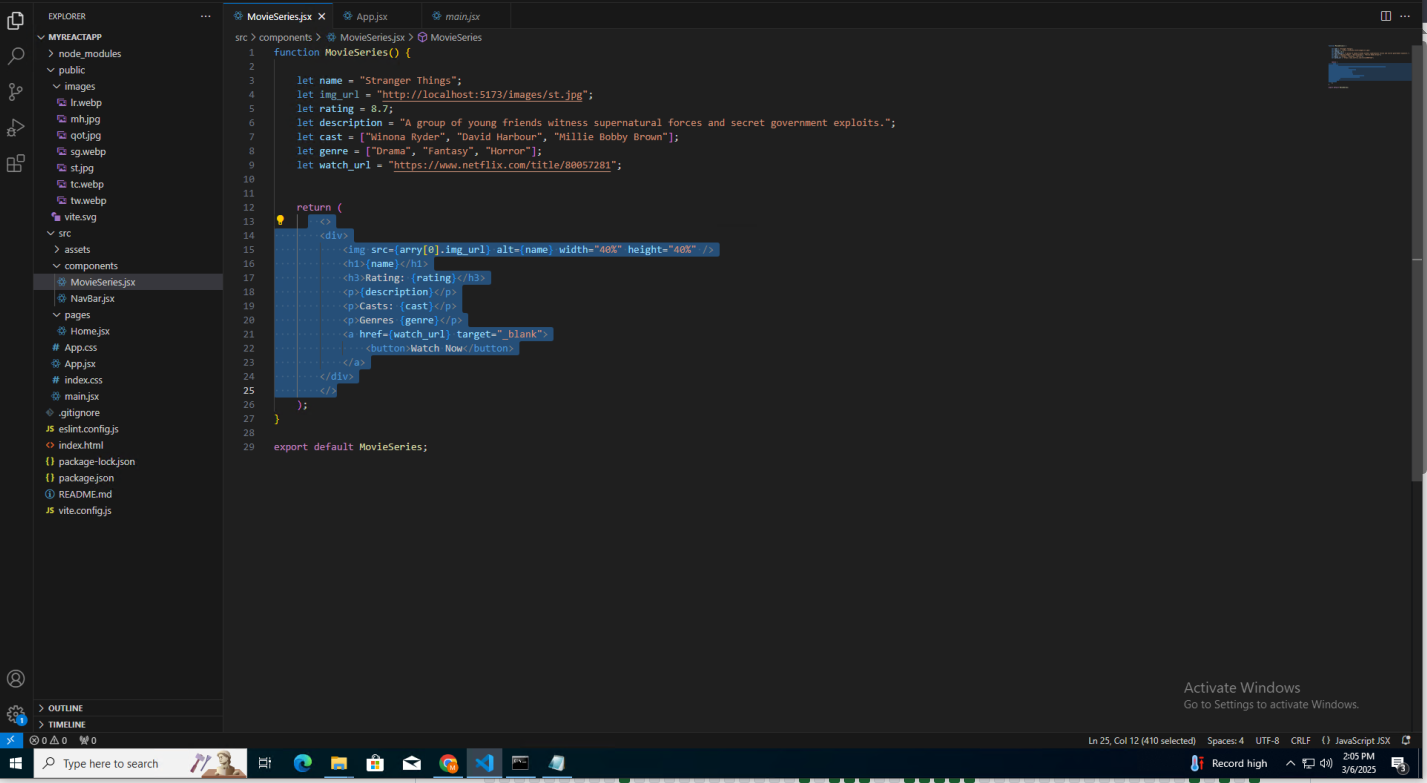 EXPLORER
MYREACTAPP
node_modules
public
images
lr.webp
mh.jpg
qot.jpg
sg.webp
st.jpg
tc.webp
tw.webp
vite.svg
src
assets
components
MovieSeries.jsx
NavBar.jsx
pages
Home.jsx
App.css
App.jsx
index.css
main.jsx
.gitignore
eslint.config.js
index.html
package-lock.json
package.json
README.md
vite.config.js
OUTLINE
TIMELINE
MovieSeries.jsx App.jsx main.jsx
src > components > MovieSeries.jsx > MovieSeries
1 function MovieSeries() {
2
3 let name = "Stranger Things";
4 let img_url = "http://localhost:5173/images/st.jpg";
5 let rating = 8.7;
6 let description = "A group of young friends witness supernatural forces and secret government exploits.";
7 let cast = ["Winona Ryder", "David Harbour", "Millie Bobby Brown"];
8 let genre = ["Drama", "Fantasy", "Horror"];
9 let watch_url = "https://www.netflix.com/title/80057281";
10
11
12 return (
13 <>
14 <div>
15 <img src={arry[0].img_url} alt={name} width="40%" height="40%" />
16 <h1>{name}</h1>
17 <h3>Rating: {rating}</h3>
18 <p>{description}</p>
19 <p>Casts: {cast}</p>
20 <p>Genres {genre}</p>
21 <a href={watch_url} target="_blank">
22 <button>Watch Now</button>
23 </a>
24 </div>
25 </>
26 );
27 }
28
29 export default MovieSeries;
Activate Windows
Go to Settings to activate Windows.
1
0 0 0 Ln 25, Col 12 (410 selected) Spaces: 4 UTF-8 CRLF {} JavaScript JSX
Type here to search Record high 2:05 PM
3/6/2025 3